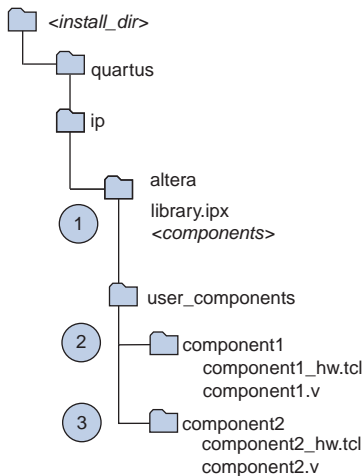 <install_dir>
quartus
ip
altera
library.ipx
<components>
1
user_components
2
component1
component1_hw.tcl
component1.v
3
component2
component2_hw.tcl
component2.v